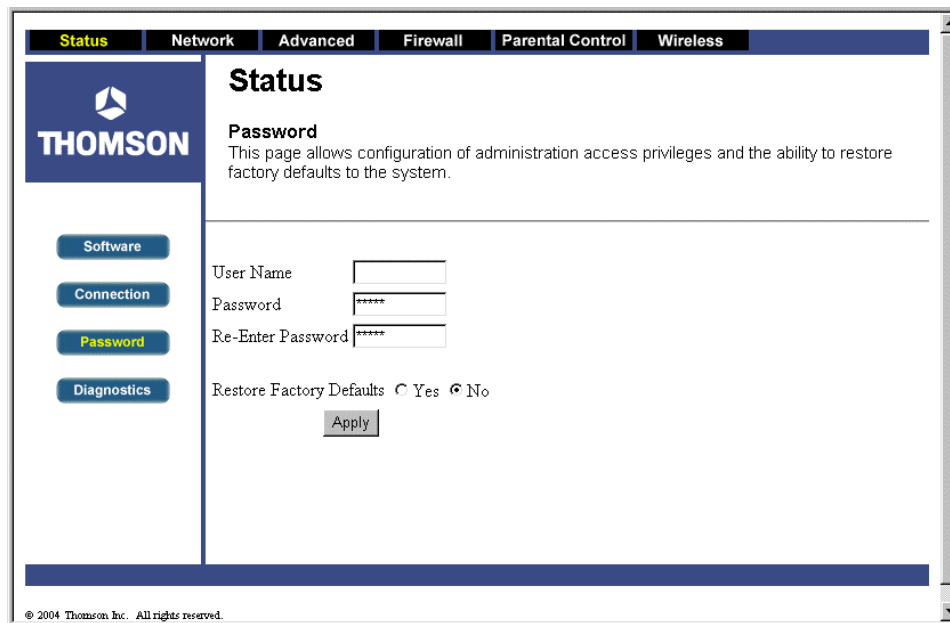 Status Network Advanced Firewall Parental Control Wireless
THOMSON
Status
Password
This page allows configuration of administration access privileges and the ability to restore
factory defaults to the system.
Software
Connection
Password
Diagnostics
User Name
Password *****
Re-Enter Password *****
Restore Factory Defaults Yes No
Apply
© 2004 Thomson Inc. All rights reserved.